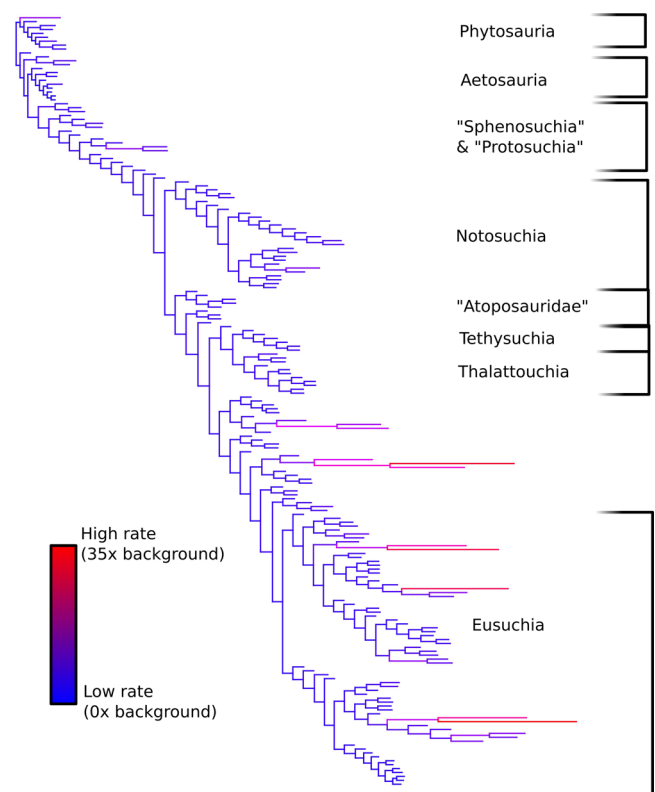 Phytosauria
Aetosauria
"Sphenosuchia"
& "Protosuchia"
Notosuchia
"Atoposauridae"
Tethysuchia
Thalattouchia
High rate
(35x background)
Eusuchia
Low rate
(0x background)